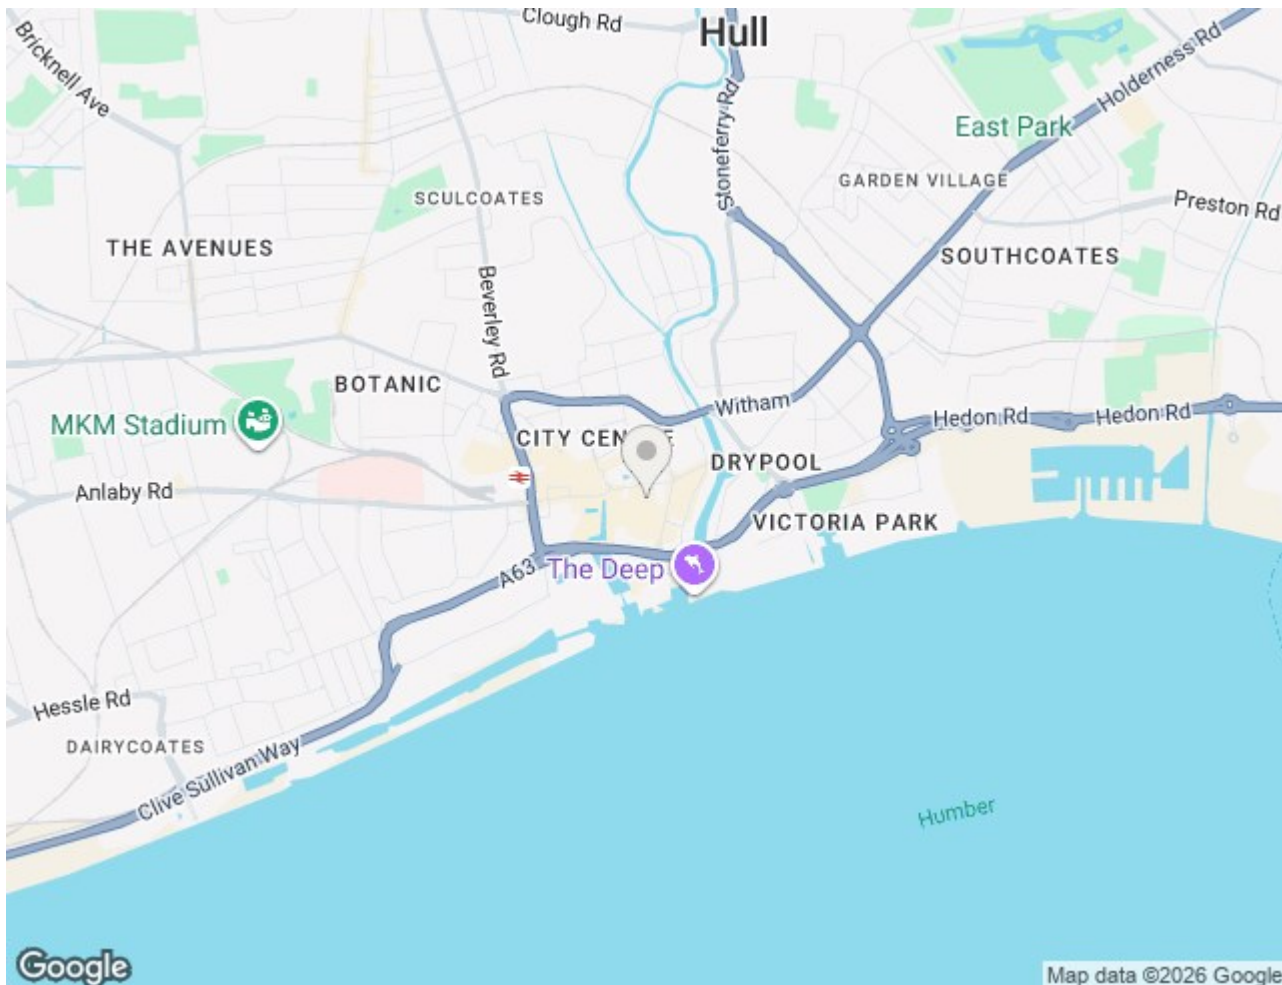 Clough Rd
Hull
Bricknell Ave
Stoneferry Rd
Holderness Rd
East Park
GARDEN VILLAGE
SCULCOATES
Preston Rd
THE AVENUES
SOUTHCOATES
Beverley Rd
BOTANIC
Witham
MKM Stadium
Hedon Rd
Hedon Rd
CITY CENTRE
DRYPOOL
Anlaby Rd
VICTORIA PARK
A63
The Deep
Hessle Rd
DAIRYCOATES
Clive Sullivan Way
Humber
Google
Map data ©2026 Google